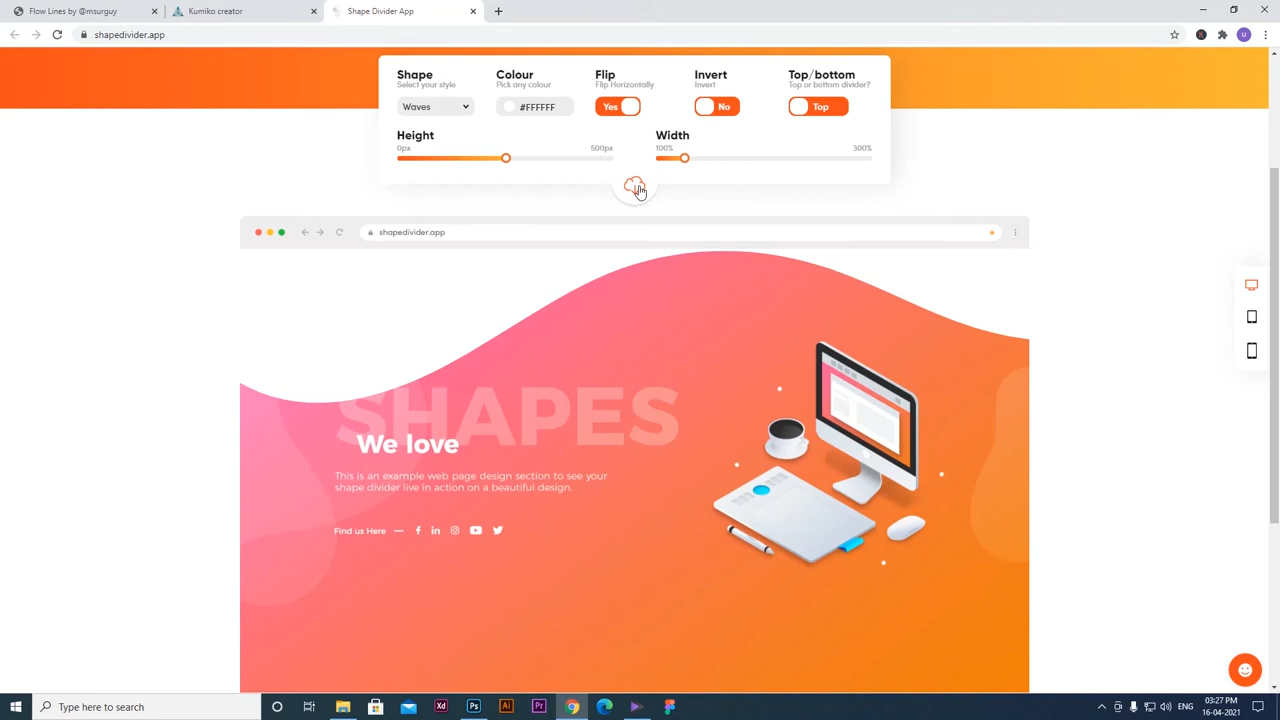 Flow Lines by @msurguy
Kumiko creator
Shape Divider App
shapedivider.app
Shape
Select your style
Waves
Colour
Pick any colour
#FFFFFF
Flip
Flip Horizontally
Yes
Invert
Invert
No
Top/bottom
Top or bottom divider?
Top
Height
0px
500px
Width
100%
300%
shapedivider.app
SHAPES
We love
This is an example web page design section to see your
shape divider live in action on a beautiful design.
Find us Here
Type here to search
Xd
Ps
Ai
Pr
ENG
03:27 PM
16-04-2021